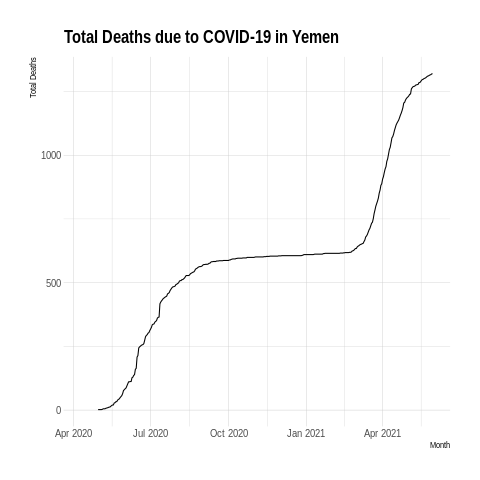 Total Deaths due to COVID-19 in Yemen
Total Deaths
1000
500
0
Apr 2020 Jul 2020 Oct 2020 Jan 2021 Apr 2021
Month